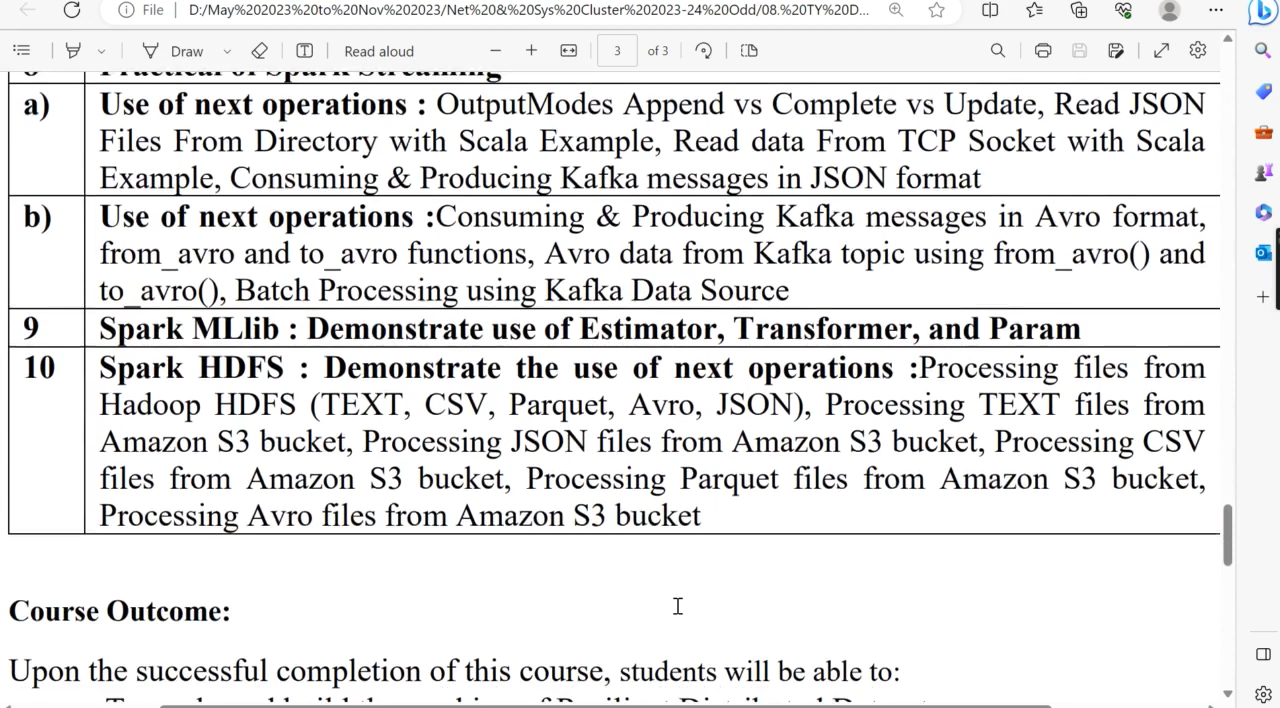 File
D:/May%202023%20to%20Nov%202023/Net%20&%20Sys%20Cluster%202023-24%20Odd/08.%20TY%20D...
Draw
Read aloud
3
of 3
Practical of Spark Streaming
a) Use of next operations : OutputModes Append vs Complete vs Update, Read JSON
Files From Directory with Scala Example, Read data From TCP Socket with Scala
Example, Consuming & Producing Kafka messages in JSON format
b) Use of next operations :Consuming & Producing Kafka messages in Avro format,
from_avro and to_avro functions, Avro data from Kafka topic using from_avro() and
to_avro(), Batch Processing using Kafka Data Source
9 Spark MLlib : Demonstrate use of Estimator, Transformer, and Param
10 Spark HDFS : Demonstrate the use of next operations :Processing files from
Hadoop HDFS (TEXT, CSV, Parquet, Avro, JSON), Processing TEXT files from
Amazon S3 bucket, Processing JSON files from Amazon S3 bucket, Processing CSV
files from Amazon S3 bucket, Processing Parquet files from Amazon S3 bucket,
Processing Avro files from Amazon S3 bucket
Course Outcome:
Upon the successful completion of this course, students will be able to: